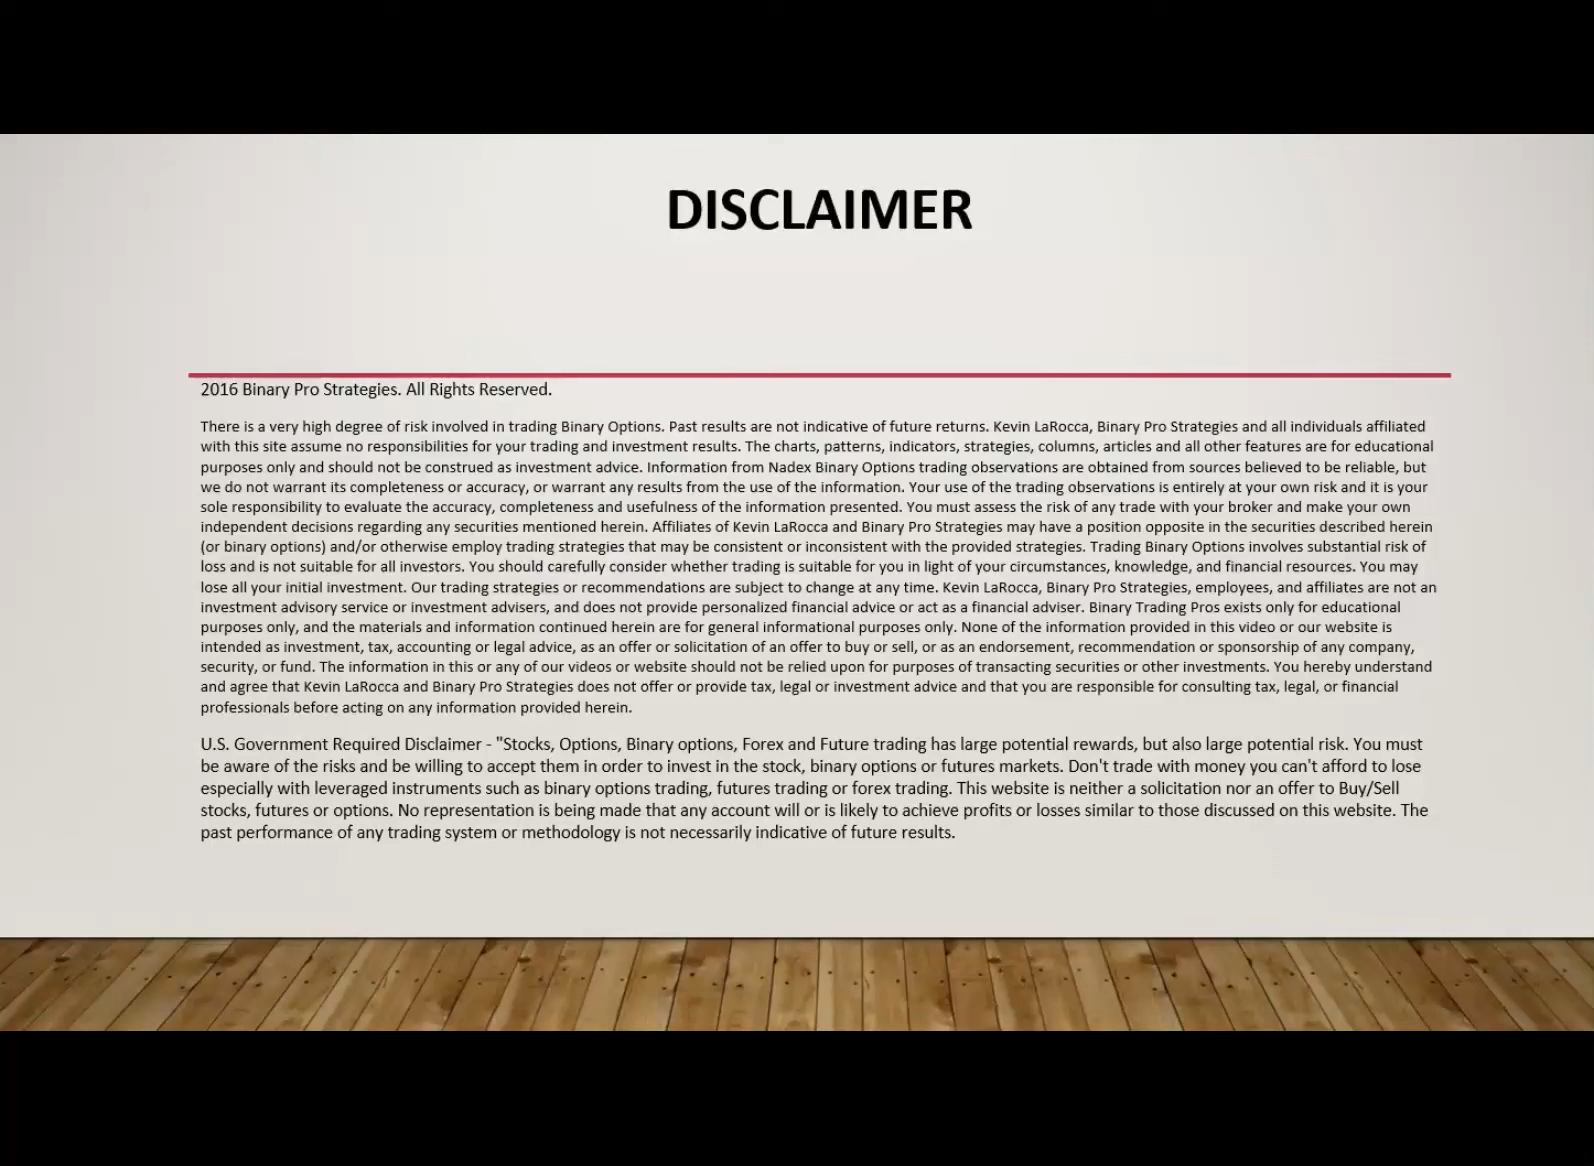 DISCLAIMER
2016 Binary Pro Strategies. All Rights Reserved.
There is a very high degree of risk involved in trading Binary Options. Past results are not indicative of future returns. Kevin LaRocca, Binary Pro Strategies and all individuals affiliated
with this site assume no responsibilities for your trading and investment results. The charts, patterns, indicators, strategies, columns, articles and all other features are for educational
purposes only and should not be construed as investment advice. Information from Nadex Binary Options trading observations are obtained from sources believed to be reliable, but
we do not warrant its completeness or accuracy, or warrant any results from the use of the information. Your use of the trading observations is entirely at your own risk and it is your
sole responsibility to evaluate the accuracy, completeness and usefulness of the information presented. You must assess the risk of any trade with your broker and make your own
independent decisions regarding any securities mentioned herein. Affiliates of Kevin LaRocca and Binary Pro Strategies may have a position opposite in the securities described herein
(or binary options) and/or otherwise employ trading strategies that may be consistent or inconsistent with the provided strategies. Trading Binary Options involves substantial risk of
loss and is not suitable for all investors. You should carefully consider whether trading is suitable for you in light of your circumstances, knowledge, and financial resources. You may
lose all your initial investment. Our trading strategies or recommendations are subject to change at any time. Kevin LaRocca, Binary Pro Strategies, employees, and affiliates are not an
investment advisory service or investment advisers, and does not provide personalized financial advice or act as a financial adviser. Binary Trading Pros exists only for educational
purposes only, and the materials and information continued herein are for general informational purposes only. None of the information provided in this video or our website is
intended as investment, tax, accounting or legal advice, as an offer or solicitation of an offer to buy or sell, or as an endorsement, recommendation or sponsorship of any company,
security, or fund. The information in this or any of our videos or website should not be relied upon for purposes of transacting securities or other investments. You hereby understand
and agree that Kevin LaRocca and Binary Pro Strategies does not offer or provide tax, legal or investment advice and that you are responsible for consulting tax, legal, or financial
professionals before acting on any information provided herein.
U.S. Government Required Disclaimer - "Stocks, Options, Binary options, Forex and Future trading has large potential rewards, but also large potential risk. You must
be aware of the risks and be willing to accept them in order to invest in the stock, binary options or futures markets. Don't trade with money you can't afford to lose
especially with leveraged instruments such as binary options trading, futures trading or forex trading. This website is neither a solicitation nor an offer to Buy/Sell
stocks, futures or options. No representation is being made that any account will or is likely to achieve profits or losses similar to those discussed on this website. The
past performance of any trading system or methodology is not necessarily indicative of future results.